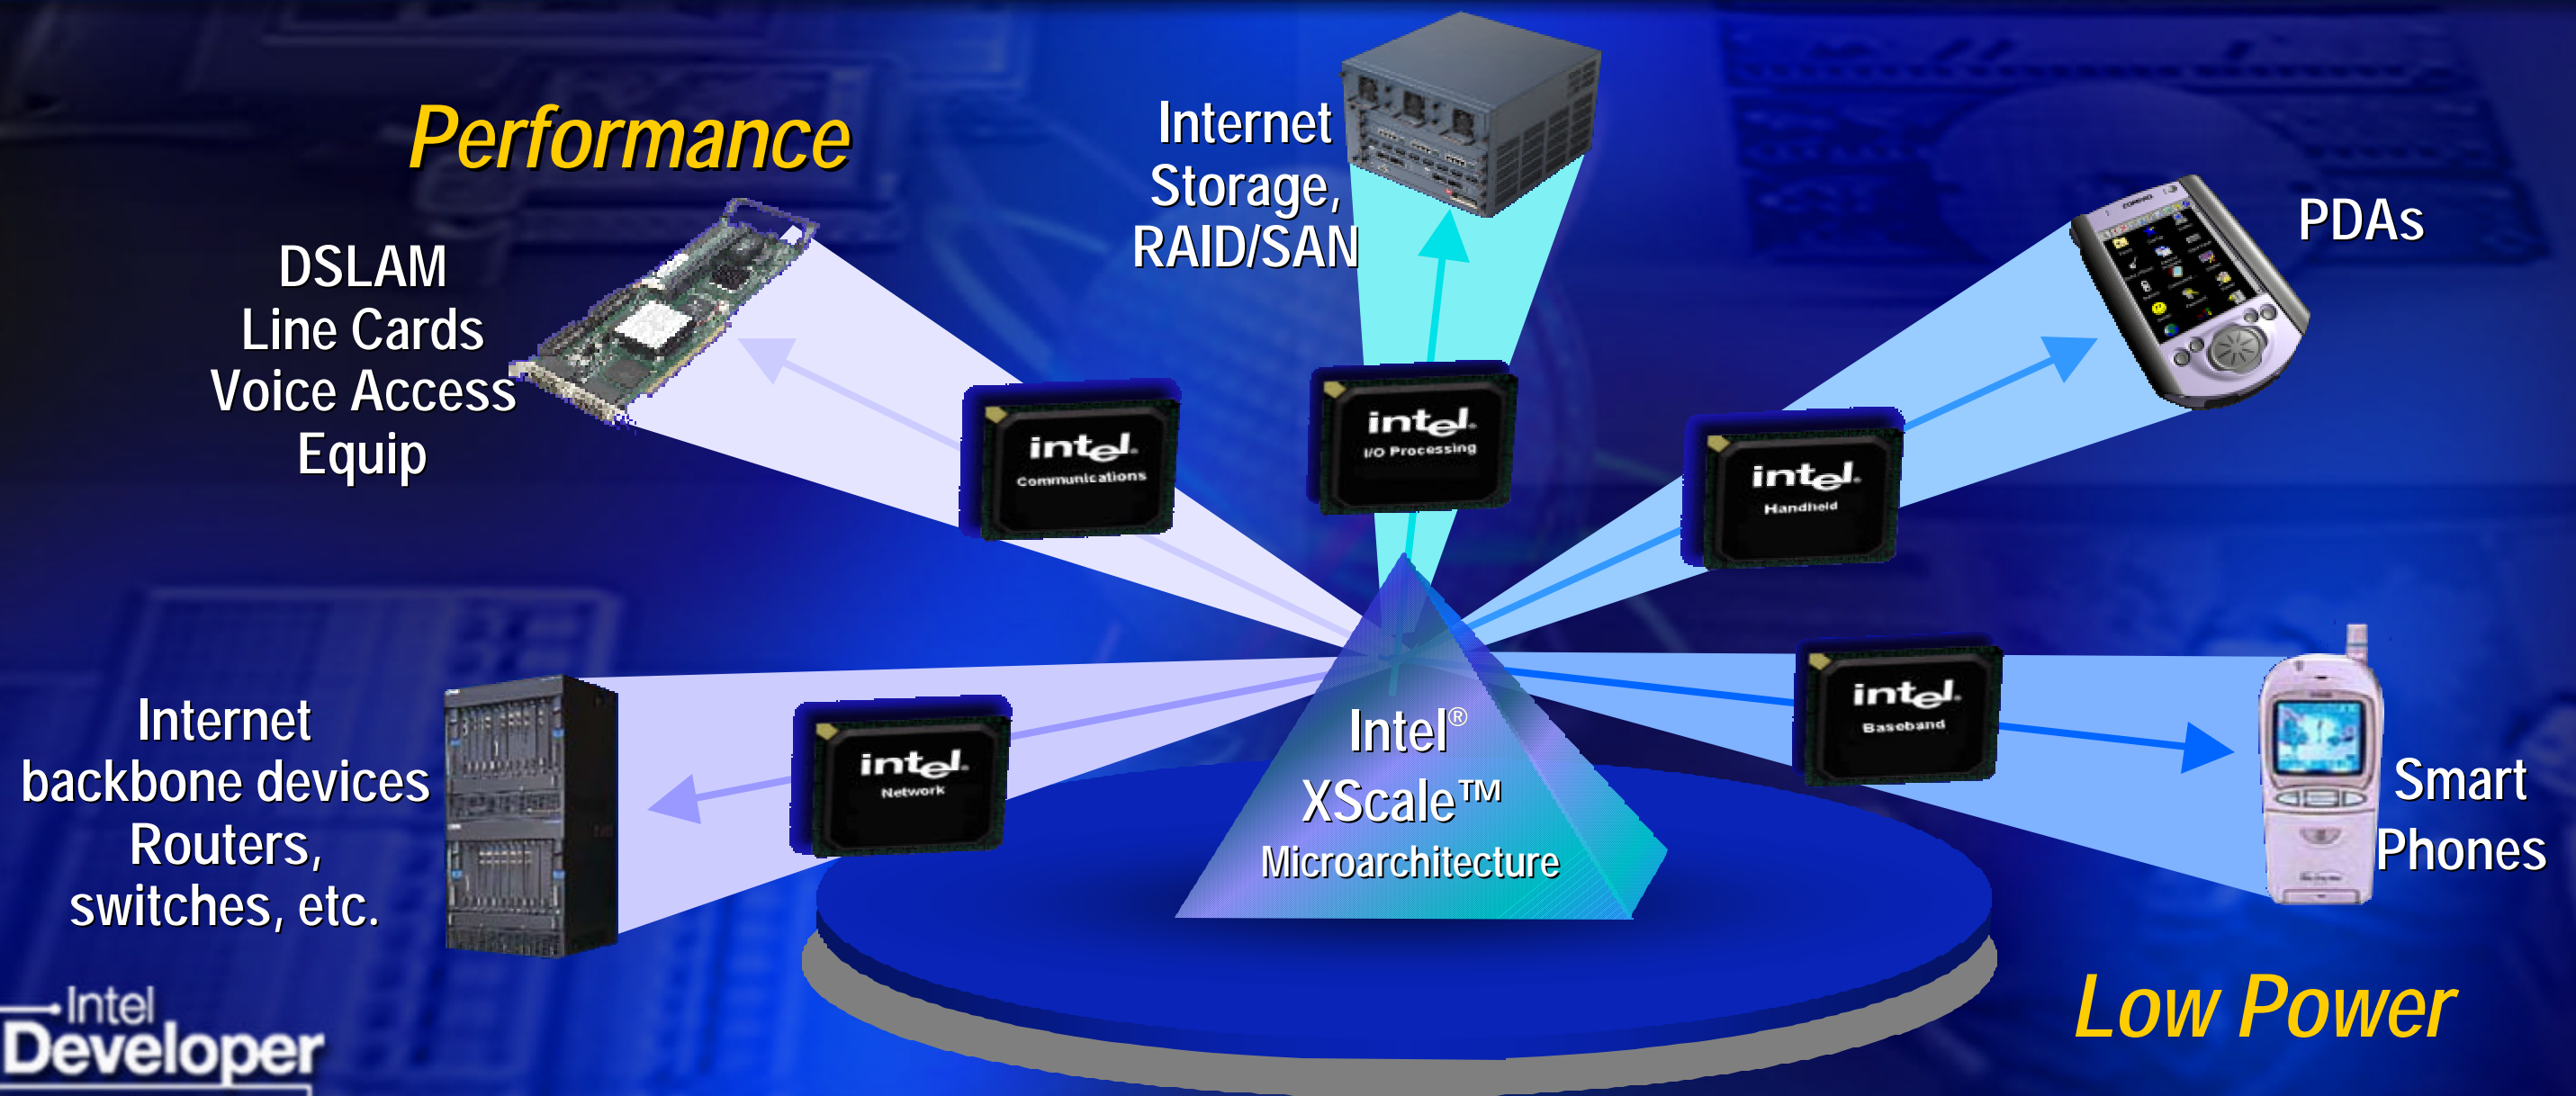 Performance
Internet
Storage,
RAID/SAN
PDAs
DSLAM
Line Cards
Voice Access
Equip
intel.
Communications
intel.
I/O Processing
intel.
Handheld
Internet
backbone devices
Routers,
switches, etc.
intel.
Network
Intel®
XScale™
Microarchitecture
intel.
Baseband
Smart
Phones
Low Power
Intel
Developer